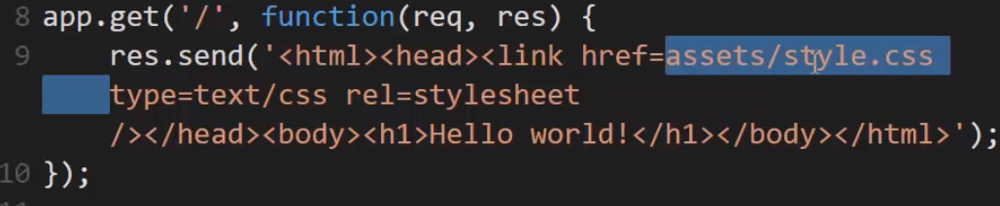 8 app.get('/', function(req, res) {
9 res.send('<html><head><link href=assets/style.css
type=text/css rel=stylesheet
/></head><body><h1>Hello world!</h1></body></html>');
10 });